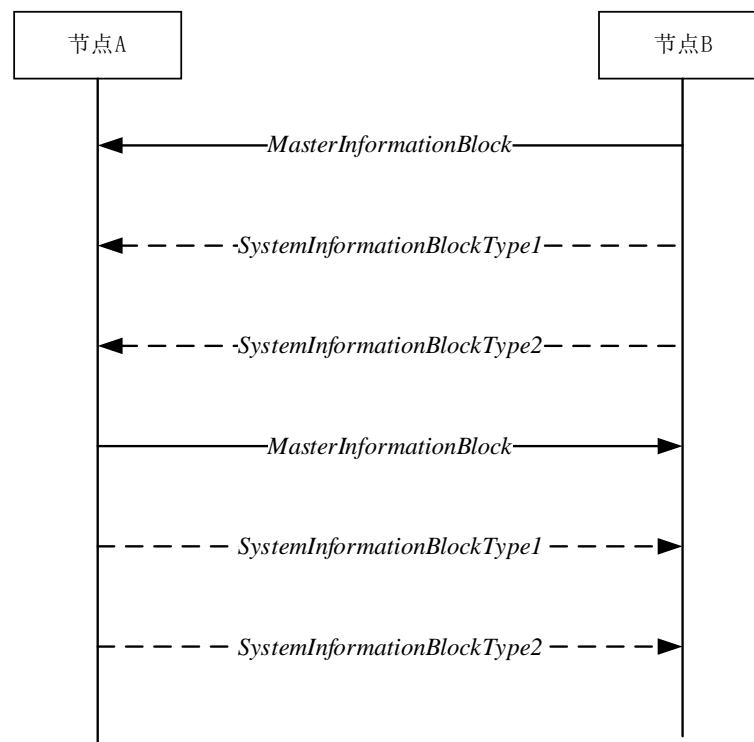 节点A
节点B
MasterInformationBlock
SystemInformationBlockType1
SystemInformationBlockType2
MasterInformationBlock
SystemInformationBlockType1
SystemInformationBlockType2